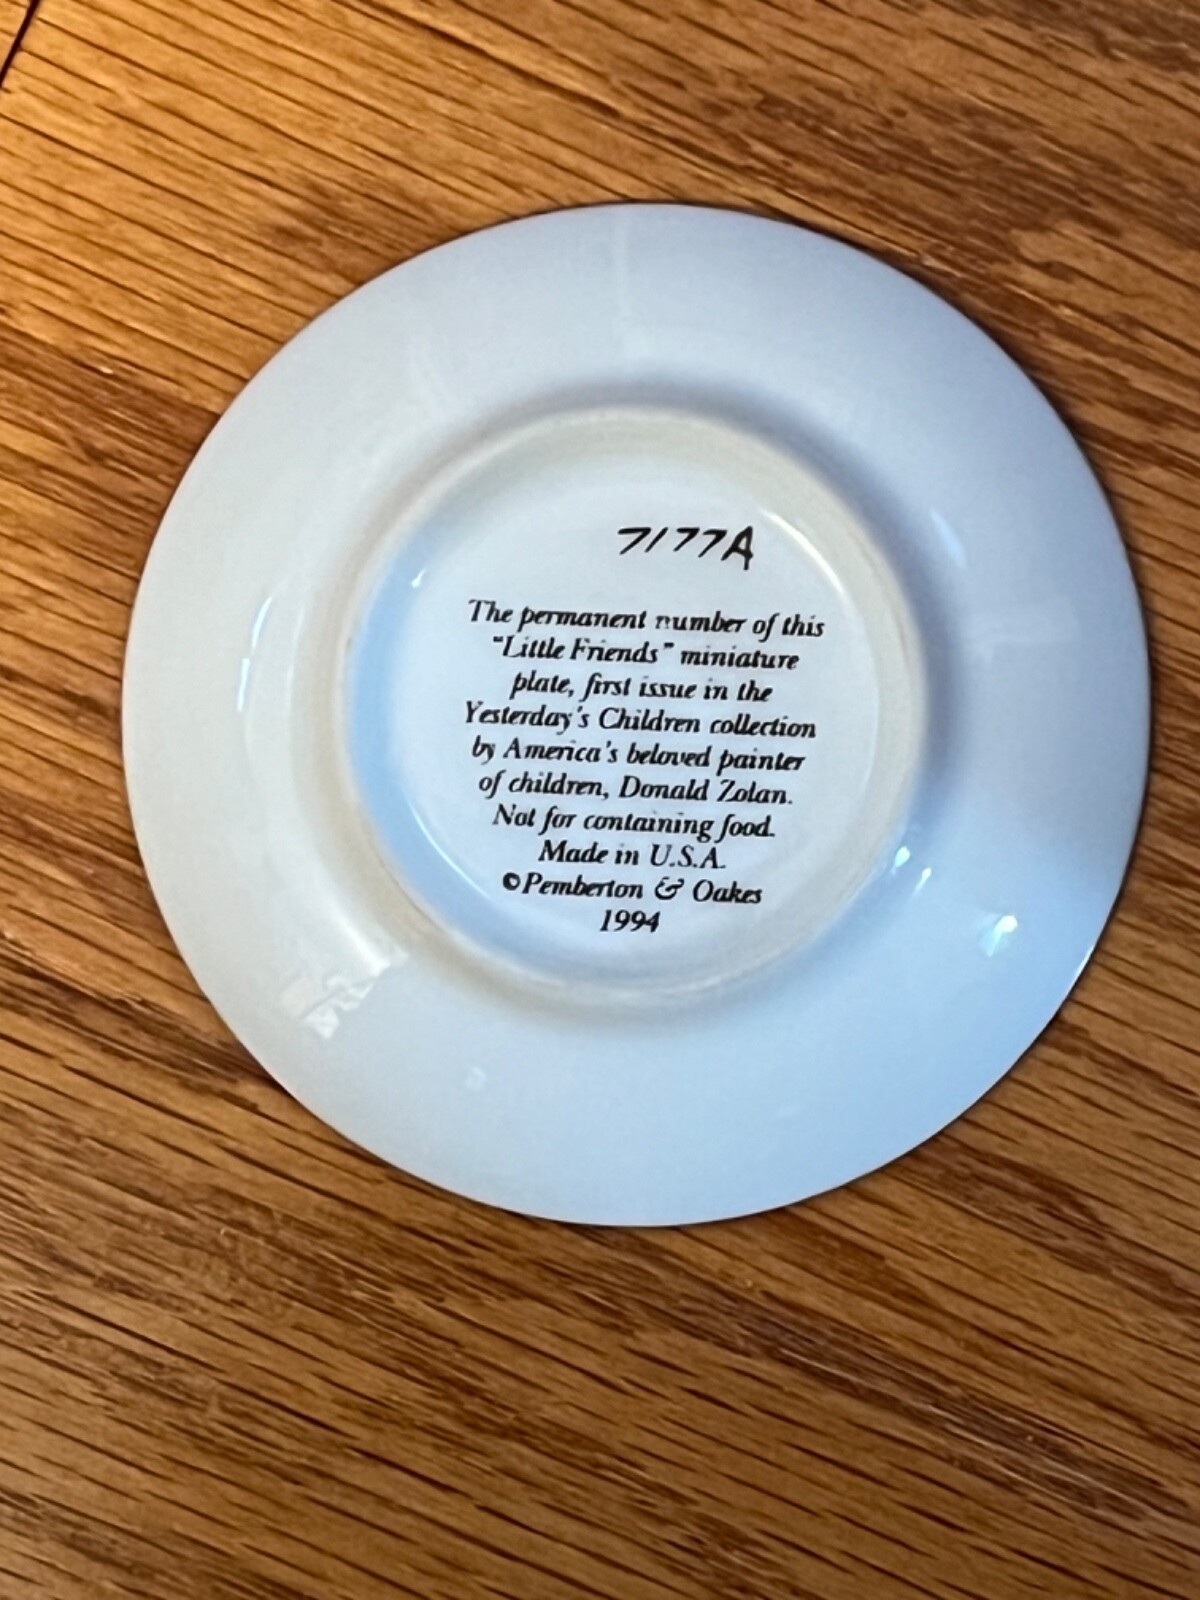 7177A
The permanent number of this
"Little Friends" miniature
plate, first issue in the
Yesterday's Children collection
by America's beloved painter
of children, Donald Zolan.
Not for containing food.
Made in U.S.A.
©Pemberton & Oakes
1994